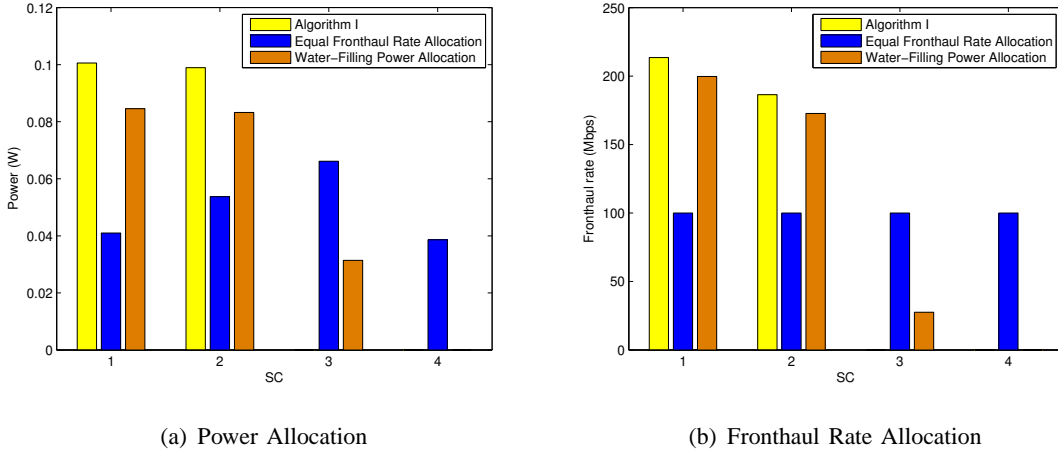 0.12
0.1
0.08
0.06
0.04
0.02
0
Power (W)
1 2 3 4
SC
Algorithm I
Equal Fronthaul Rate Allocation
Water−Filling Power Allocation
(a) Power Allocation
250
200
150
100
50
0
Fronthaul rate (Mbps)
1 2 3 4
SC
Algorithm I
Equal Fronthaul Rate Allocation
Water−Filling Power Allocation
(b) Fronthaul Rate Allocation